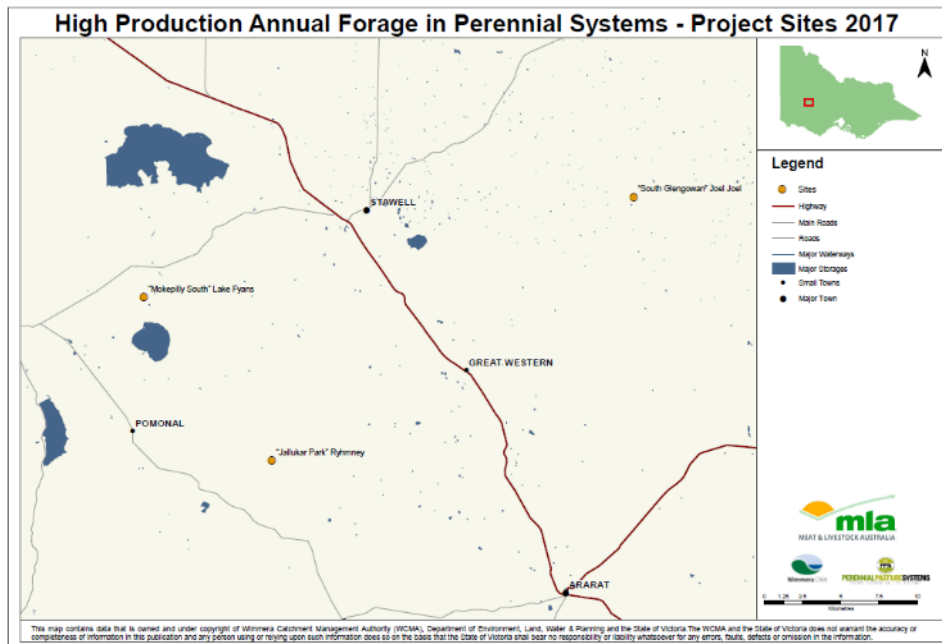 High Production Annual Forage in Perennial Systems - Project Sites 2017
N
Legend
Sites
Highway
Main Roads
Roads
Major Waterways
Major Storages
Small Towns
Major Town
"South Glengowan" Joel Joel
STAWELL
"Mokepilly South" Lake Fyans
GREAT WESTERN
POMONAL
"Jallukar Park" Ryhmney
ARARAT
mla
MEAT & LIVESTOCK AUSTRALIA
Wimmera CMA
PERENNIAL PASTURE SYSTEMS
Kilometres
This map contains data that is owned and under copyright of Wimmera Catchment Management Authority (WCMA), Department of Environment, Land, Water & Planning and the State of Victoria.The WCMA and the State of Victoria does not warrant the accuracy or
completeness of information in this publication and any person using or relying upon such information does so on the basis that the State of Victoria shall bear no responsibility or liability whatsoever for any errors, faults, defects or omission in the information.